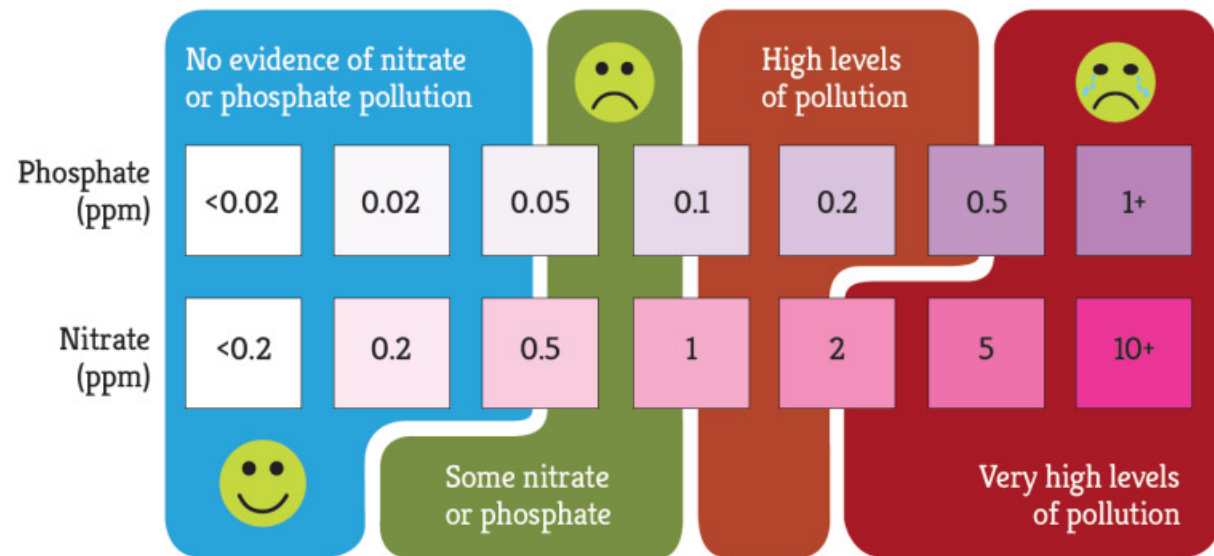 No evidence of nitrate
or phosphate pollution
High levels
of pollution
Phosphate
(ppm)
<0.02
0.02
0.05
0.1
0.2
0.5
1+
Nitrate
(ppm)
<0.2
0.2
0.5
1
2
5
10+
Some nitrate
or phosphate
Very high levels
of pollution